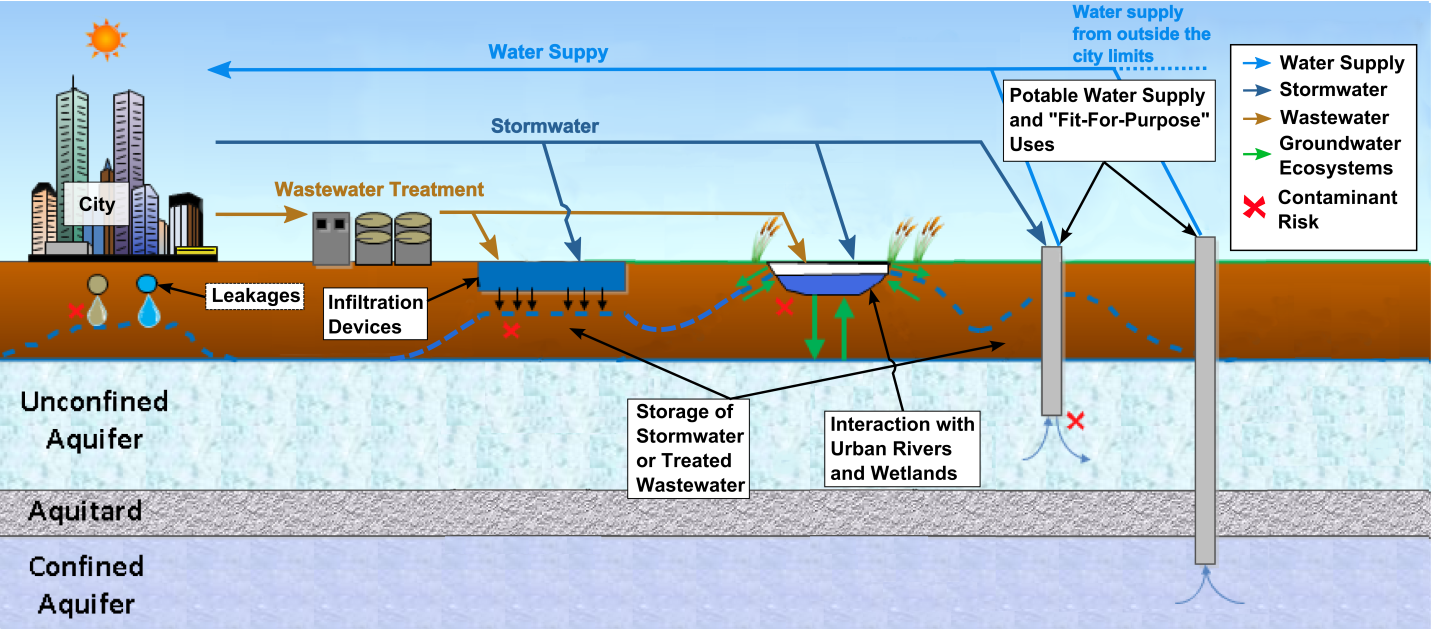 Water supply
from outside the
city limits
Water Suppy
Potable Water Supply
and "Fit-For-Purpose"
Uses
Water Supply
Stormwater
Wastewater
Groundwater
Ecosystems
Contaminant
Risk
Stormwater
Wastewater Treatment
City
Leakages
Infiltration
Devices
Storage of
Stormwater
or Treated
Wastewater
Interaction with
Urban Rivers
and Wetlands
Unconfined
Aquifer
Aquitard
Confined
Aquifer